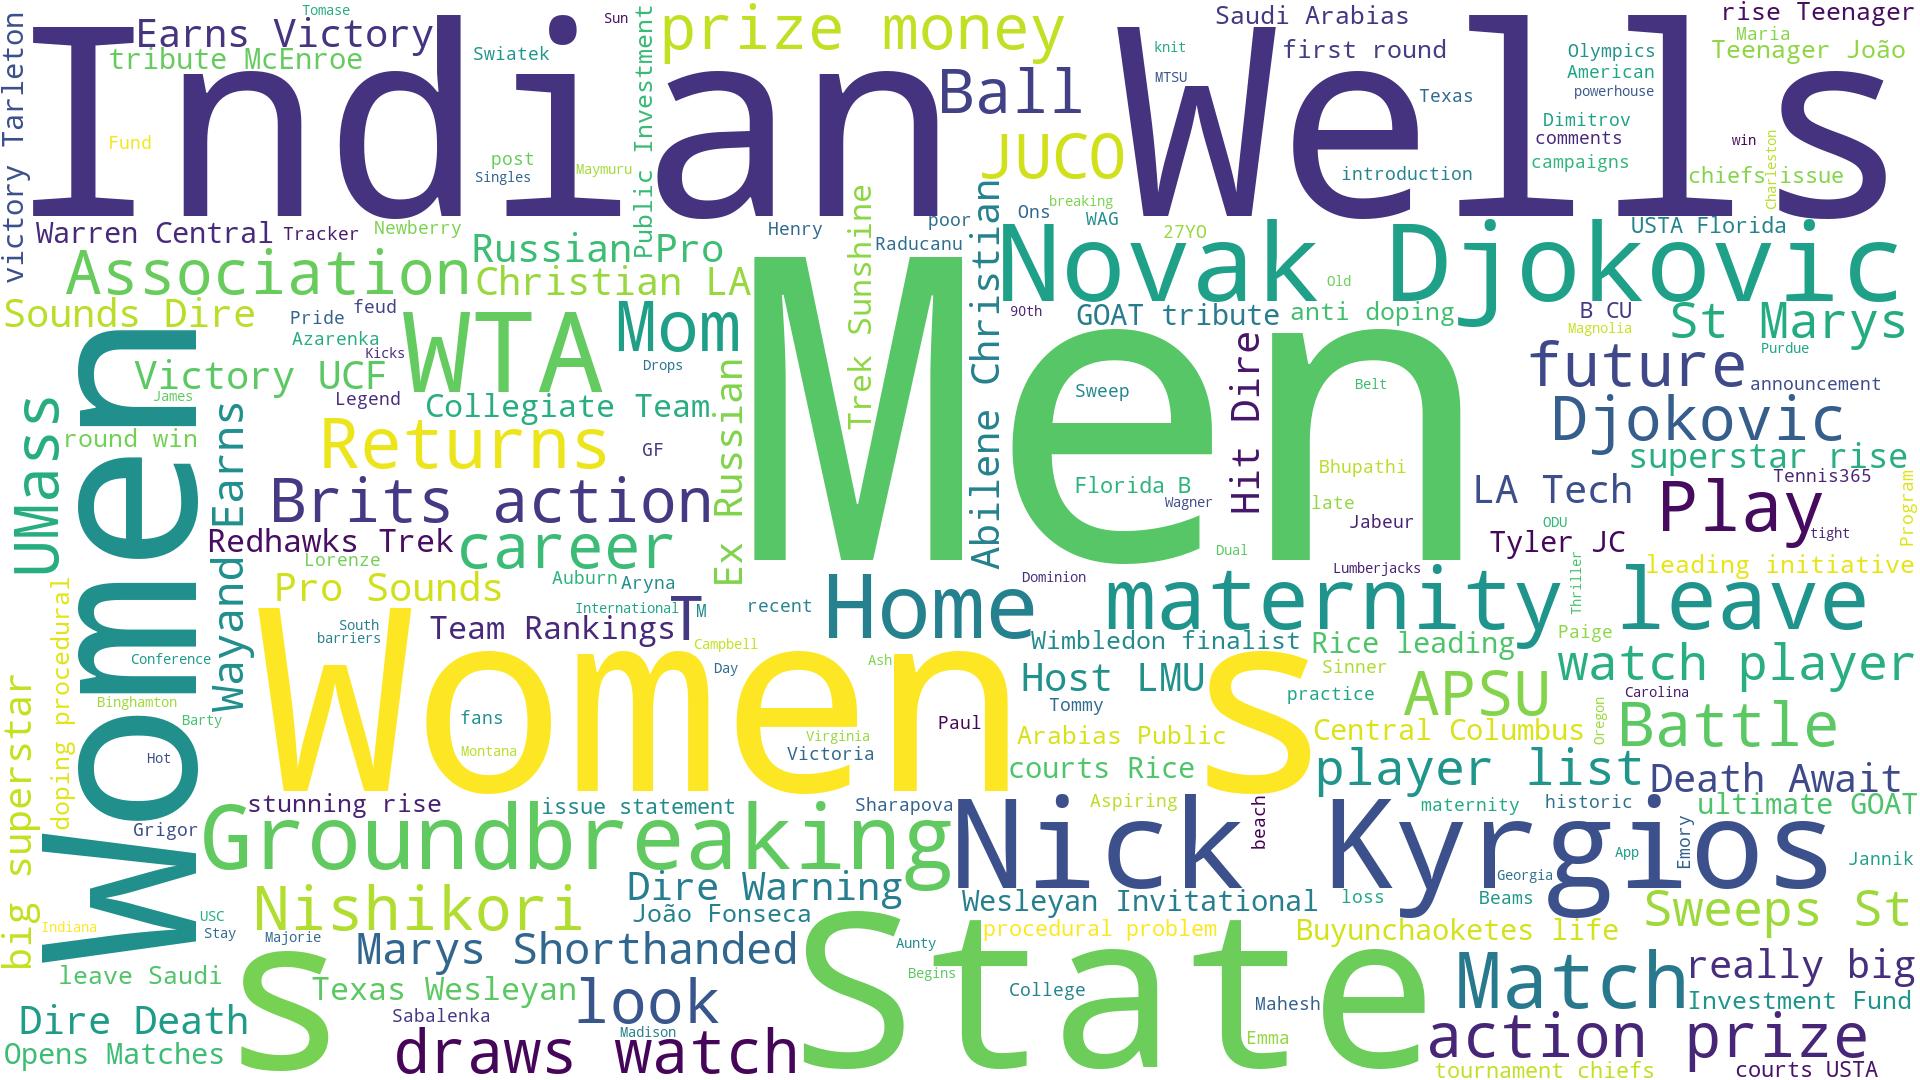 Indian Wells
Men
Women s
Women
s State
Novak Djokovic
Nick Kyrgios
maternity leave
Groundbreaking
WTA
Home
Association
Mom
Returns
Brits action
career
Nishikori
look
draws watch
action prize
Match
Battle
APSU
Play
Djokovic
future
St Marys
JUCO
Ball
prize money
Earns Victory
tribute McEnroe
Tomase
Swiatek
Sun
Public Investment
Saudi Arabias
first round
knit
MTSU
Texas
Olympics
American
powerhouse
Dimitrov
comments
campaigns
introduction
rise Teenager
Maria
Teenager João
win
Charleston
chiefs issue
victory Tarleton
Fund
post
Singles
Maymuru
Warren Central
Tracker
Newberry
Russian Pro
Christian LA
Henry
poor
Raducanu
Ons
breaking
WAG
27YO
Old
USTA Florida
Trek Sunshine
Abilene Christian
Sounds Dire
Pride
feud
Azarenka
Kicks
Victory UCF
James
Legend
Collegiate Team
Drops
Ex Russian
90th
GOAT tribute
anti doping
B CU
Magnolia
Purdue
announcement
Sweep
Belt
Hit Dire
Bhupathi
late
Jabeur
Florida B
Wagner
superstar rise
Tennis365
LA Tech
Tyler JC
ODU
tight
Program
leading initiative
Thriller
UMass
round win
WayandEarns
GF
Redhawks Trek
Lorenze
Pro Sounds
Auburn
Aryna
International
T
M
recent
Dual
Dominion
Lumberjacks
Team Rankings
South
barriers
Campbell
Day
Ash
Wimbledon finalist
Rice leading
Paige
Sinner
watch player
Host LMU
Tommy
practice
Carolina
Oregon
Conference
Binghamton
Barty
Hot
Grigor
doping procedural
big superstar
fans
Montana
Paul
Virginia
Victoria
Arabias Public
courts Rice
Central Columbus
player list
Death Await
stunning rise
issue statement
Sharapova
Aspiring
beach
maternity
historic
ultimate GOAT
Emory
App
Georgia
Jannik
Dire Warning
João Fonseca
Wesleyan Invitational
loss
Beams
Sweeps St
Indiana
USC
Stay
Majorie
Marys Shorthanded
Aunty
Begins
procedural problem
Buyunchaoketes life
really big
leave Saudi
Texas Wesleyan
College
Mahesh
Investment Fund
Dire Death
Sabalenka
Madison
Emma
Opens Matches
tournament chiefs
courts USTA